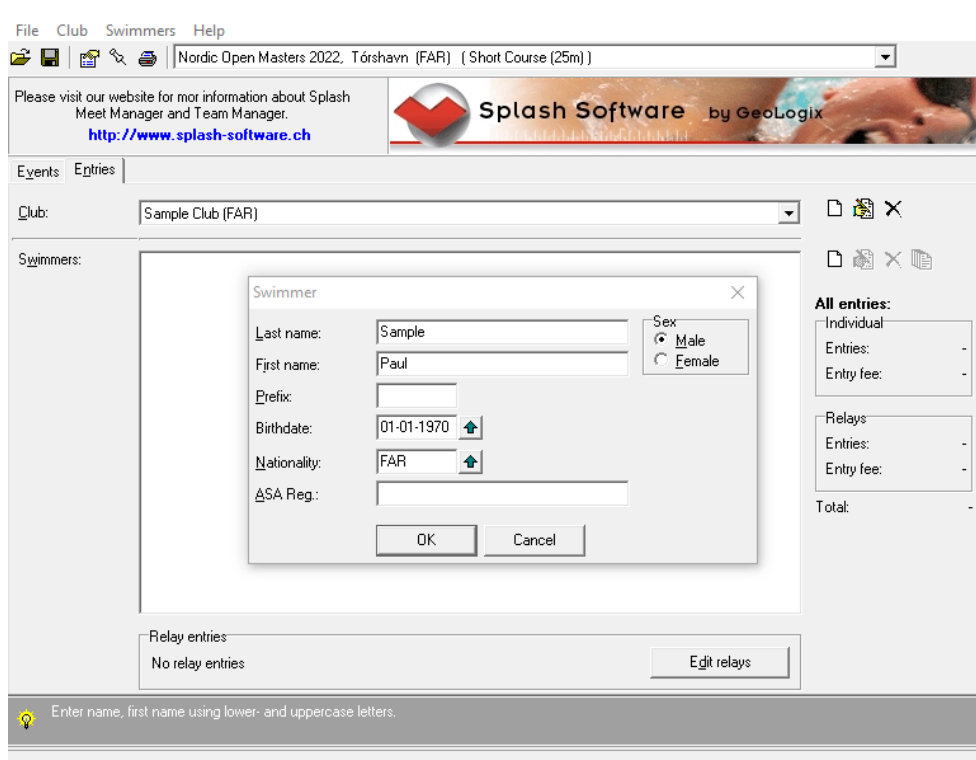 File Club Swimmers Help
Nordic Open Masters 2022, Tórshavn (FAR) ( Short Course (25m) )
Please visit our website for mor information about Splash
Meet Manager and Team Manager.
http://www.splash-software.ch
Splash Software by GeoLogix
Events Entries
Club: Sample Club (FAR)
Swimmers:
Swimmer
Last name: Sample
First name: Paul
Prefix:
Birthdate: 01-01-1970
Nationality: FAR
ASA Reg.:
Sex
Male
Female
OK Cancel
All entries:
Individual
Entries: -
Entry fee: -
Relays
Entries: -
Entry fee: -
Total: -
Relay entries
No relay entries
Edit relays
Enter name, first name using lower- and uppercase letters.